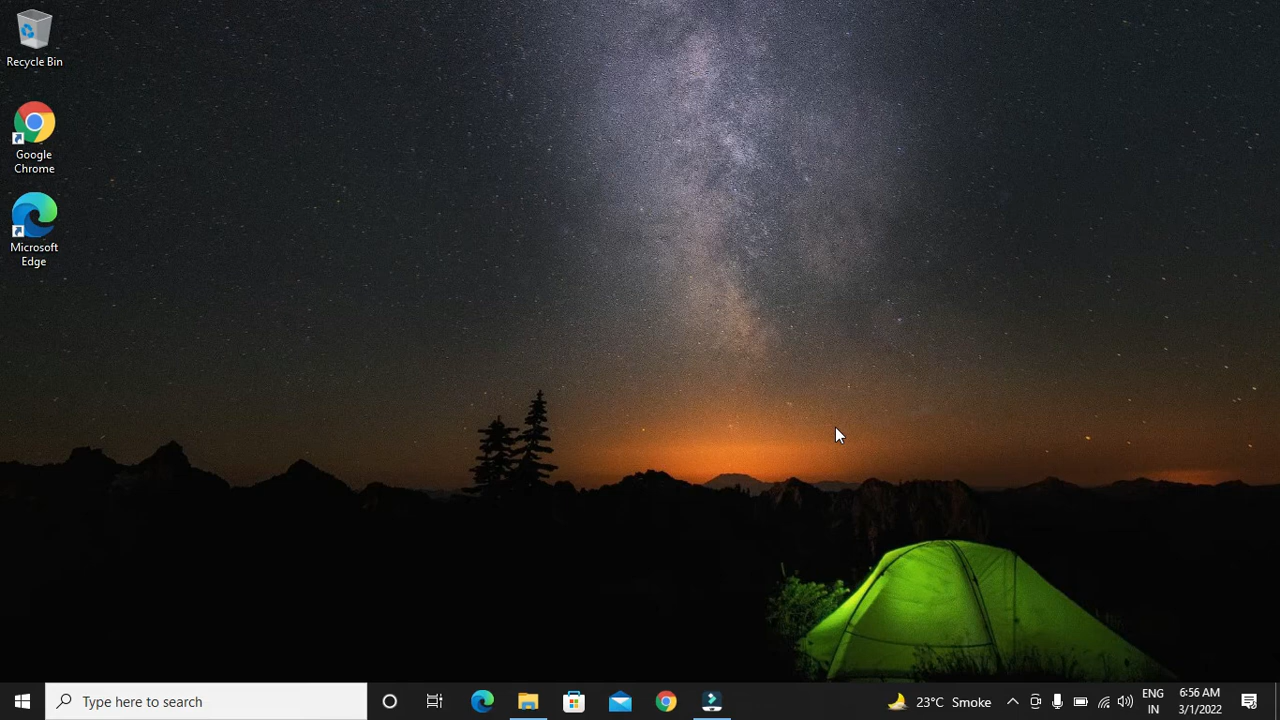 Recycle Bin
Google
Chrome
Microsoft
Edge
Type here to search
23°C Smoke
ENG
IN
6:56 AM
3/1/2022